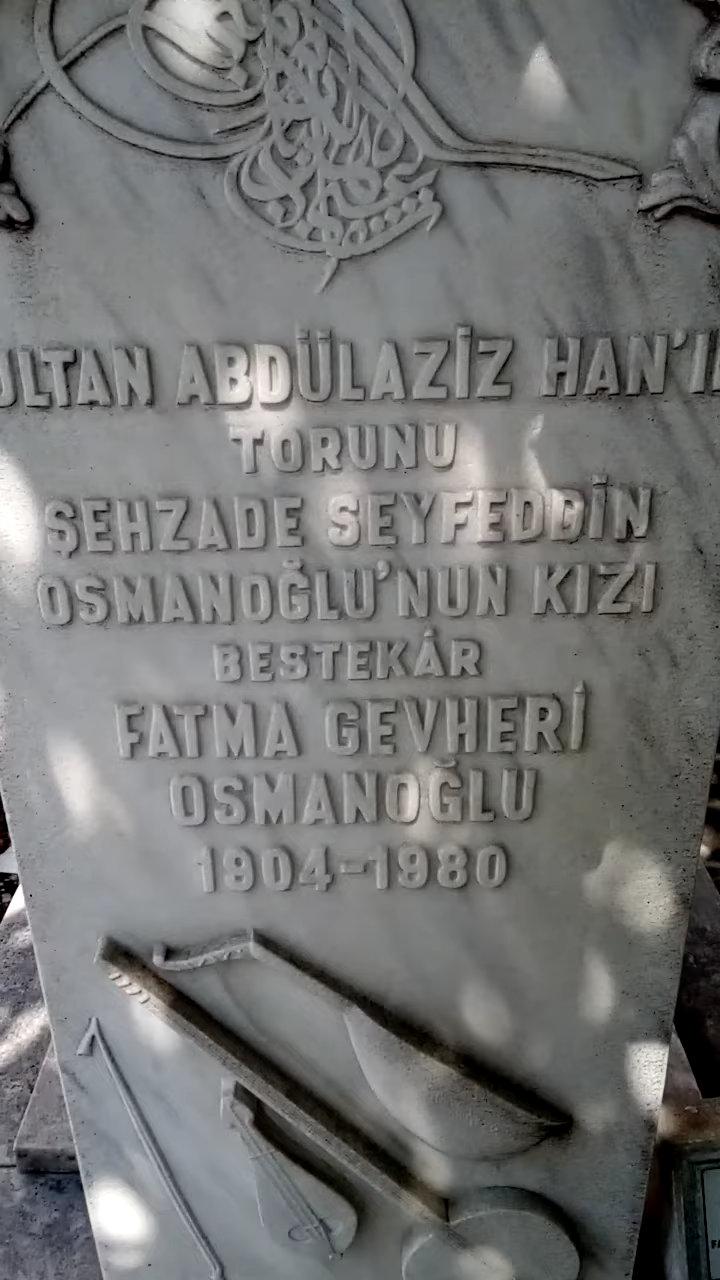 ULTAN ABDÜLAZİZ HAN'I
TORUNU
ŞEHZADE SEYFEDDİN
OSMANOĞLU'NUN KIZI
BESTEKÂR
FATMA GEVHERİ
OSMANOĞLU
1904-1980